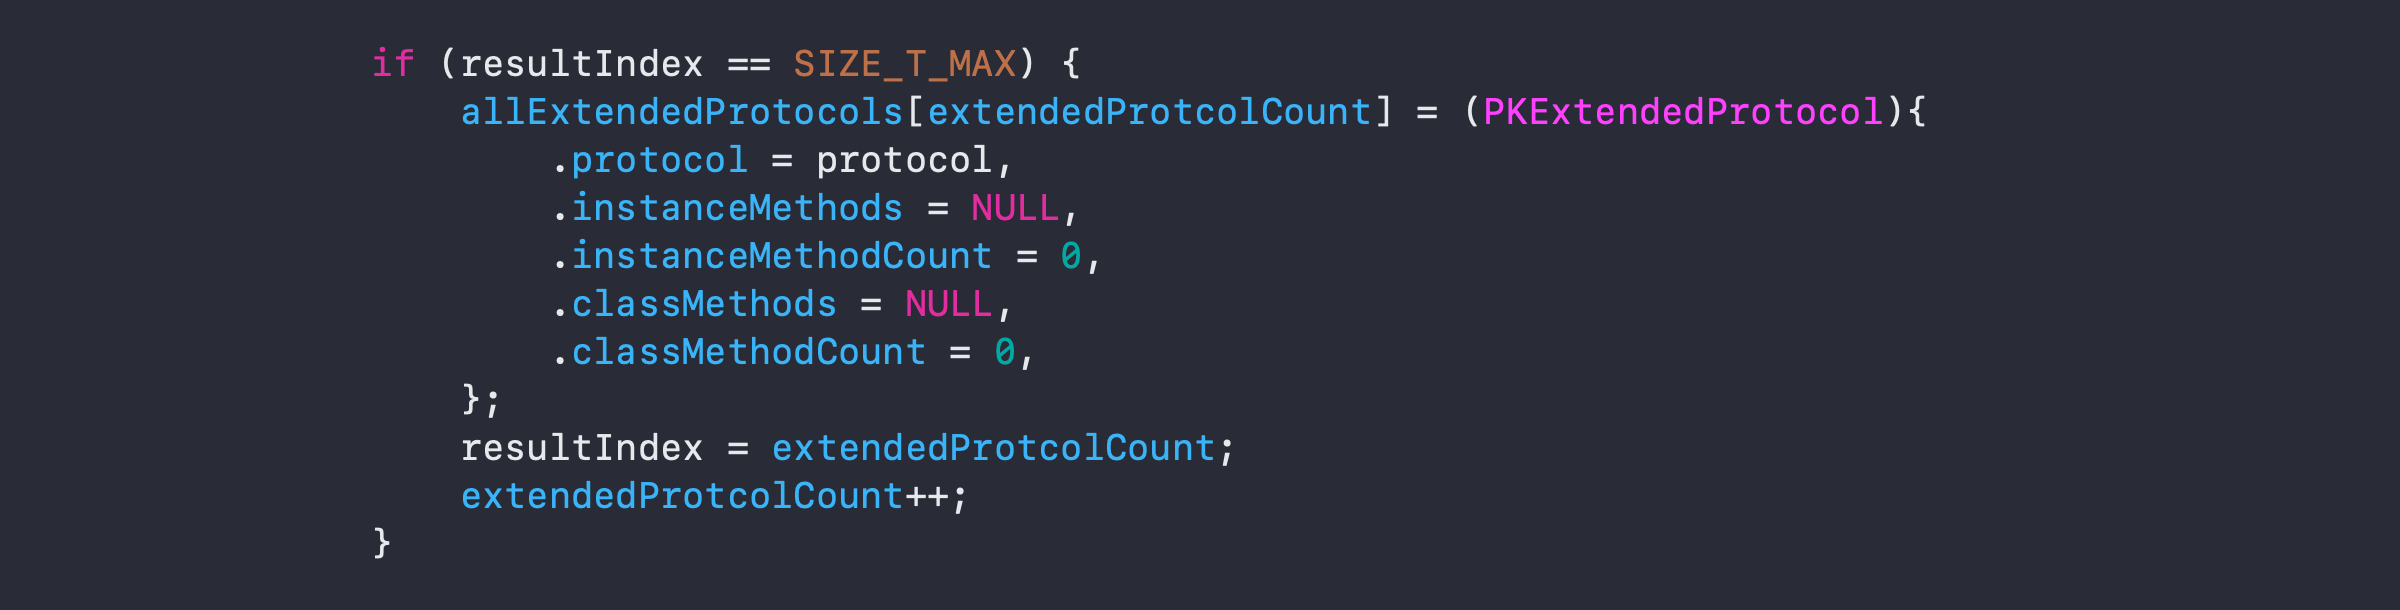 if (resultIndex == SIZE_T_MAX) {
    allExtendedProtocols[extendedProtcolCount] = (PKExtendedProtocol){
        .protocol = protocol,
        .instanceMethods = NULL,
        .instanceMethodCount = 0,
        .classMethods = NULL,
        .classMethodCount = 0,
    };
    resultIndex = extendedProtcolCount;
    extendedProtcolCount++;
}